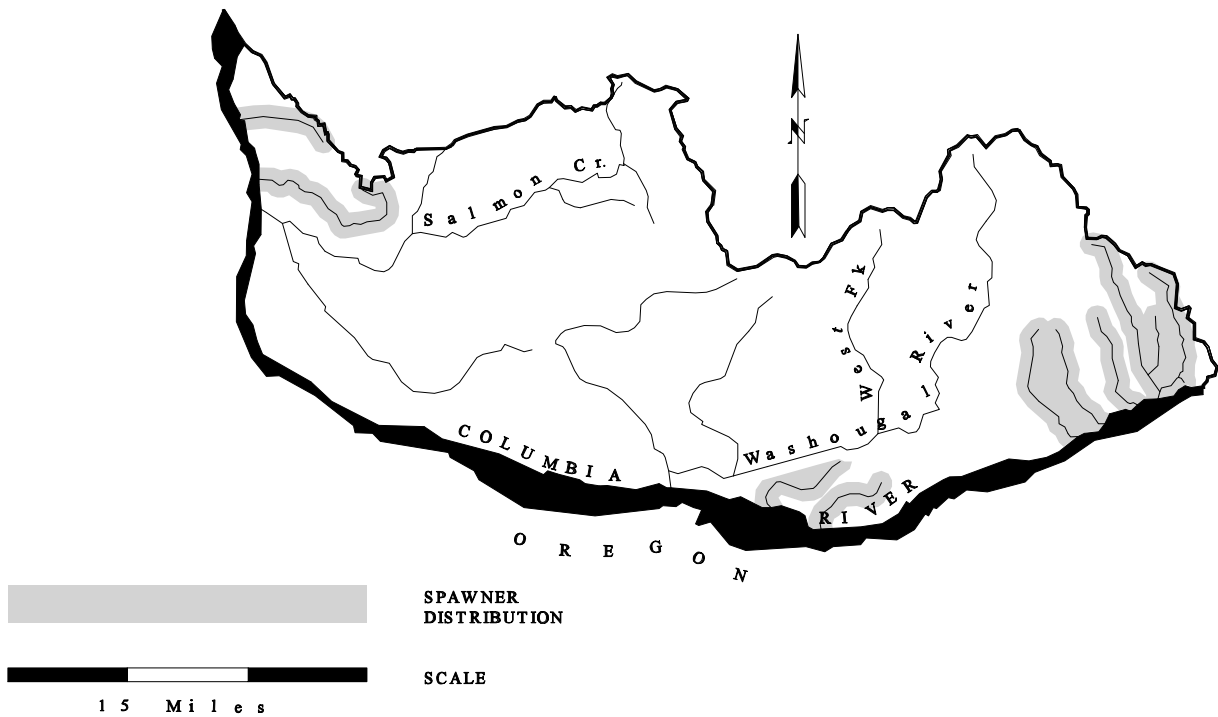 N
Salmon Cr.
West Fk
Washougal River
COLUMBIA RIVER
OREGON
SPAWNER
DISTRIBUTION
SCALE
15 Miles